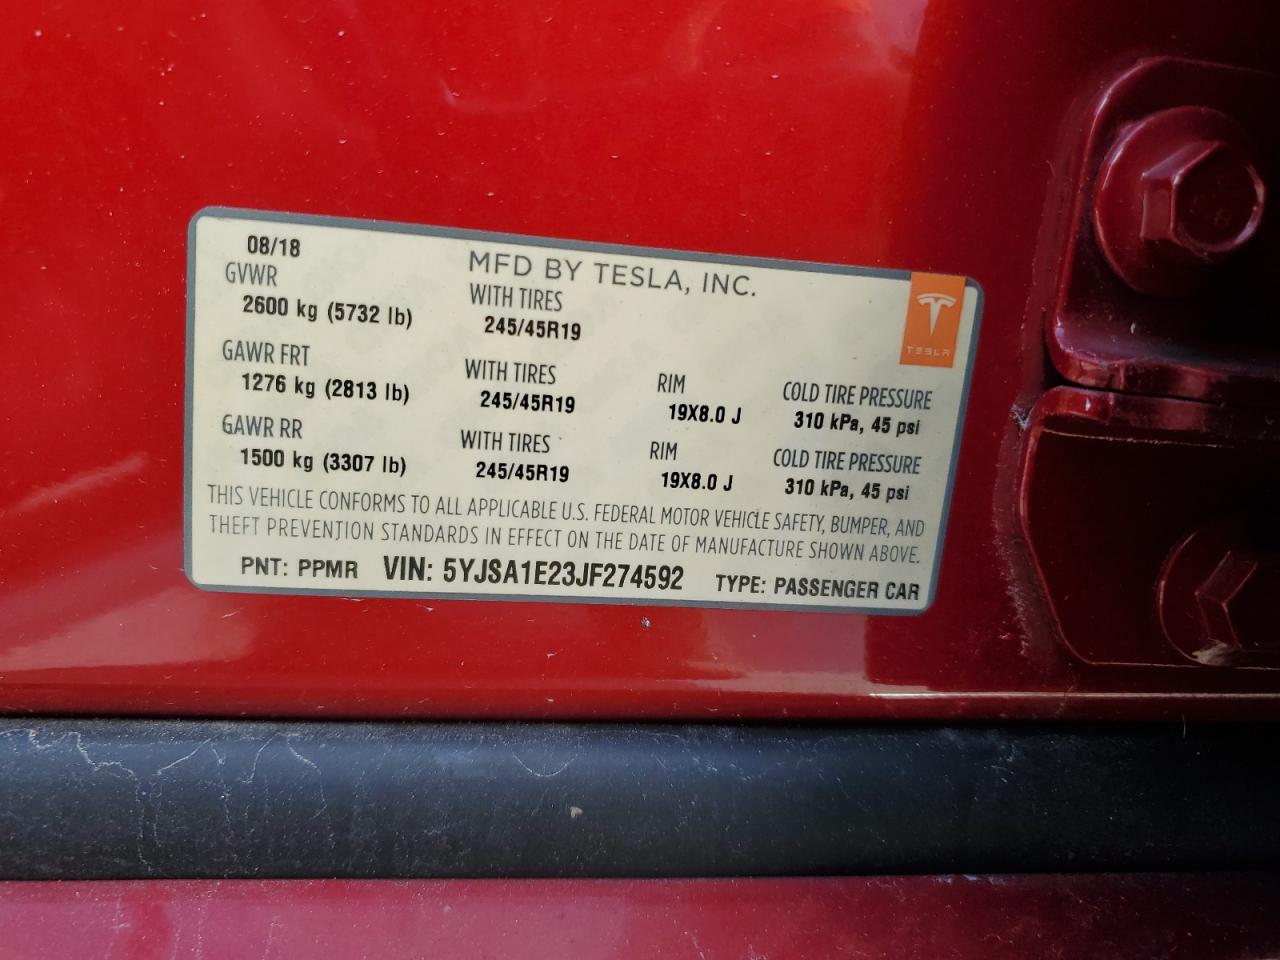 08/18
MFD BY TESLA, INC.
GVWR
WITH TIRES
2600 kg (5732 lb)
245/45R19
TESLA
GAWR FRT
WITH TIRES
RIM
COLD TIRE PRESSURE
1276 kg (2813 lb)
245/45R19
19X8.0 J
310 kPa, 45 psi
GAWR RR
WITH TIRES
RIM
COLD TIRE PRESSURE
1500 kg (3307 lb)
245/45R19
19X8.0 J
310 kPa, 45 psi
THIS VEHICLE CONFORMS TO ALL APPLICABLE U.S. FEDERAL MOTOR VEHICLE SAFETY, BUMPER, AND
THEFT PREVENTION STANDARDS IN EFFECT ON THE DATE OF MANUFACTURE SHOWN ABOVE.
PNT: PPMR VIN: 5YJSA1E23JF274592 TYPE: PASSENGER CAR